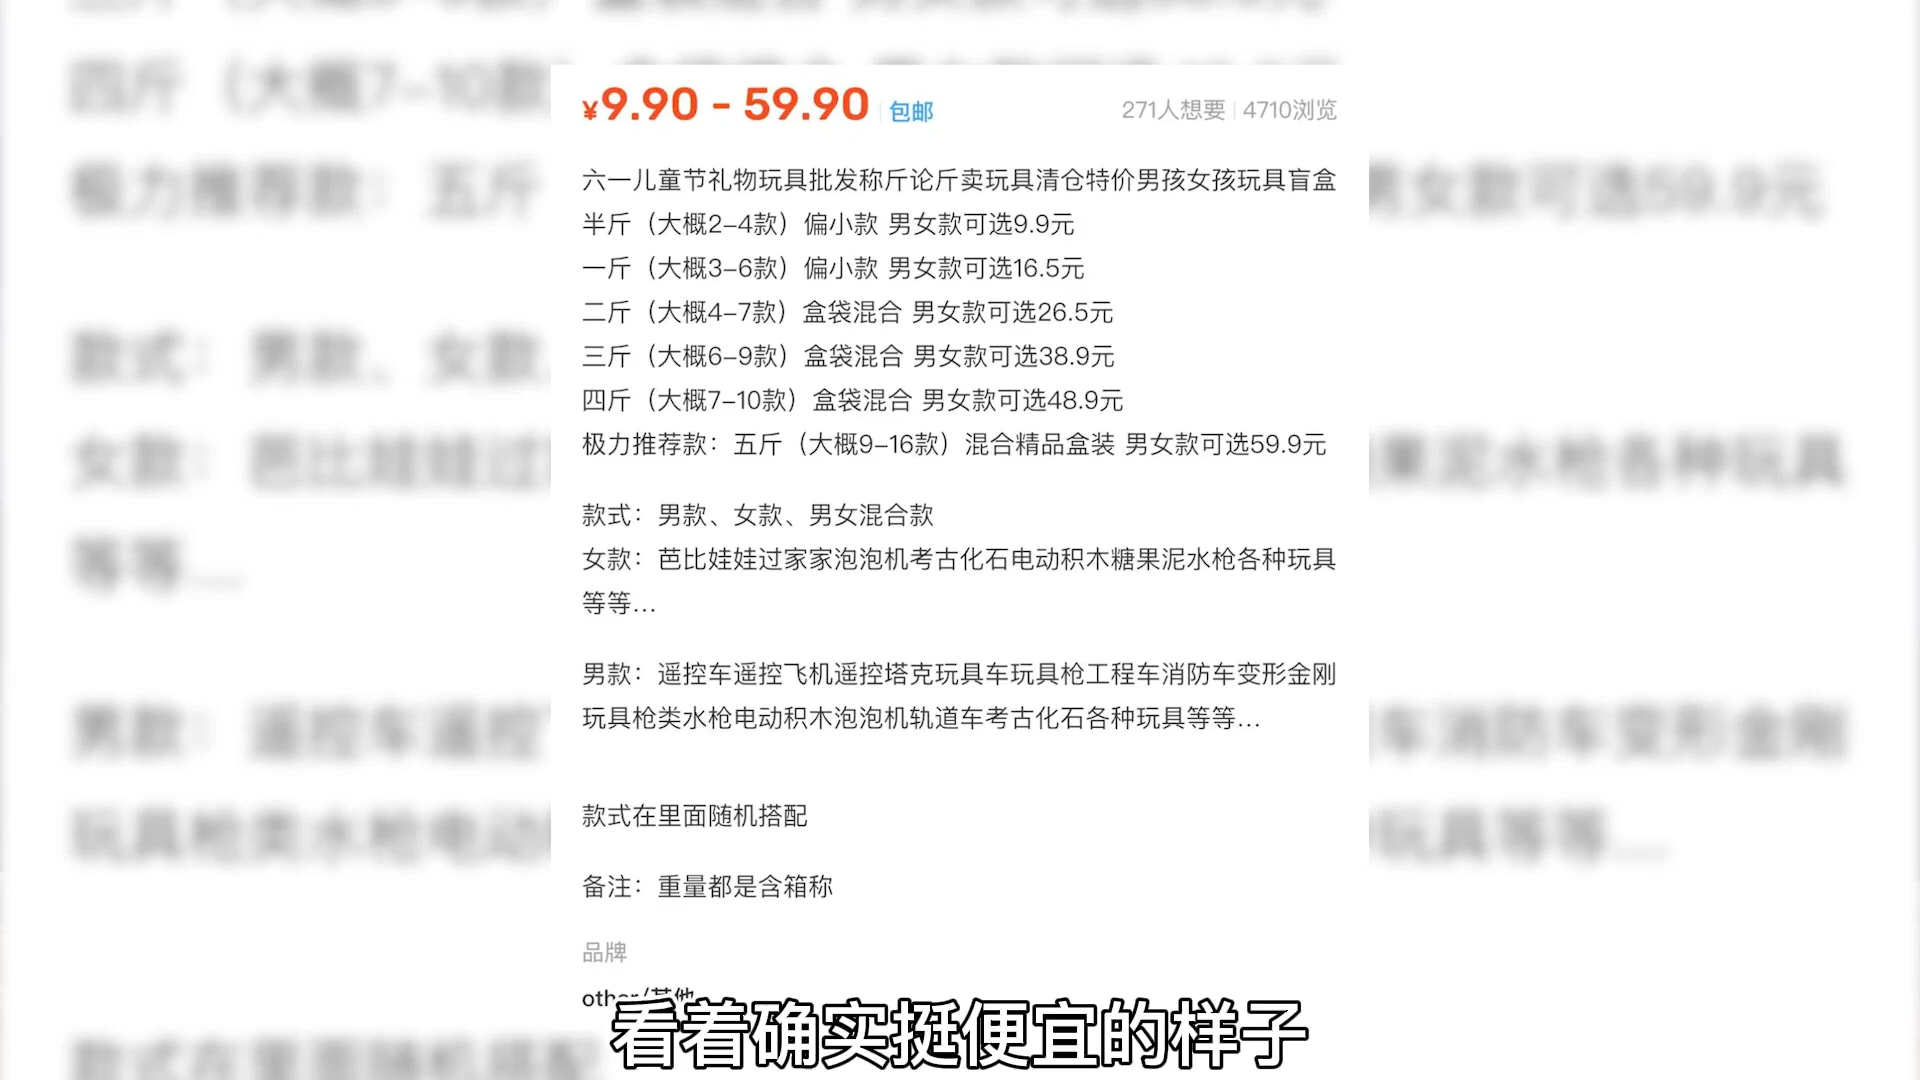 ¥9.90 - 59.90 包邮 271人想要 4710浏览
六一儿童节礼物玩具批发称斤论斤卖玩具清仓特价男孩女孩玩具盲盒
半斤（大概2-4款）偏小款 男女款可选9.9元
一斤（大概3-6款）偏小款 男女款可选16.5元
二斤（大概4-7款）盒袋混合 男女款可选26.5元
三斤（大概6-9款）盒袋混合 男女款可选38.9元
四斤（大概7-10款）盒袋混合 男女款可选48.9元
极力推荐款：五斤（大概9-16款）混合精品盒装 男女款可选59.9元
款式：男款、女款、男女混合款
女款：芭比娃娃过家家泡泡机考古化石电动积木糖果泥水枪各种玩具
等等...
男款：遥控车遥控飞机遥控塔克玩具车玩具枪工程车消防车变形金刚
玩具枪类水枪电动积木泡泡机轨道车考古化石各种玩具等等...
款式在里面随机搭配
备注：重量都是含箱称
品牌
other/其他
看着确实挺便宜的样子